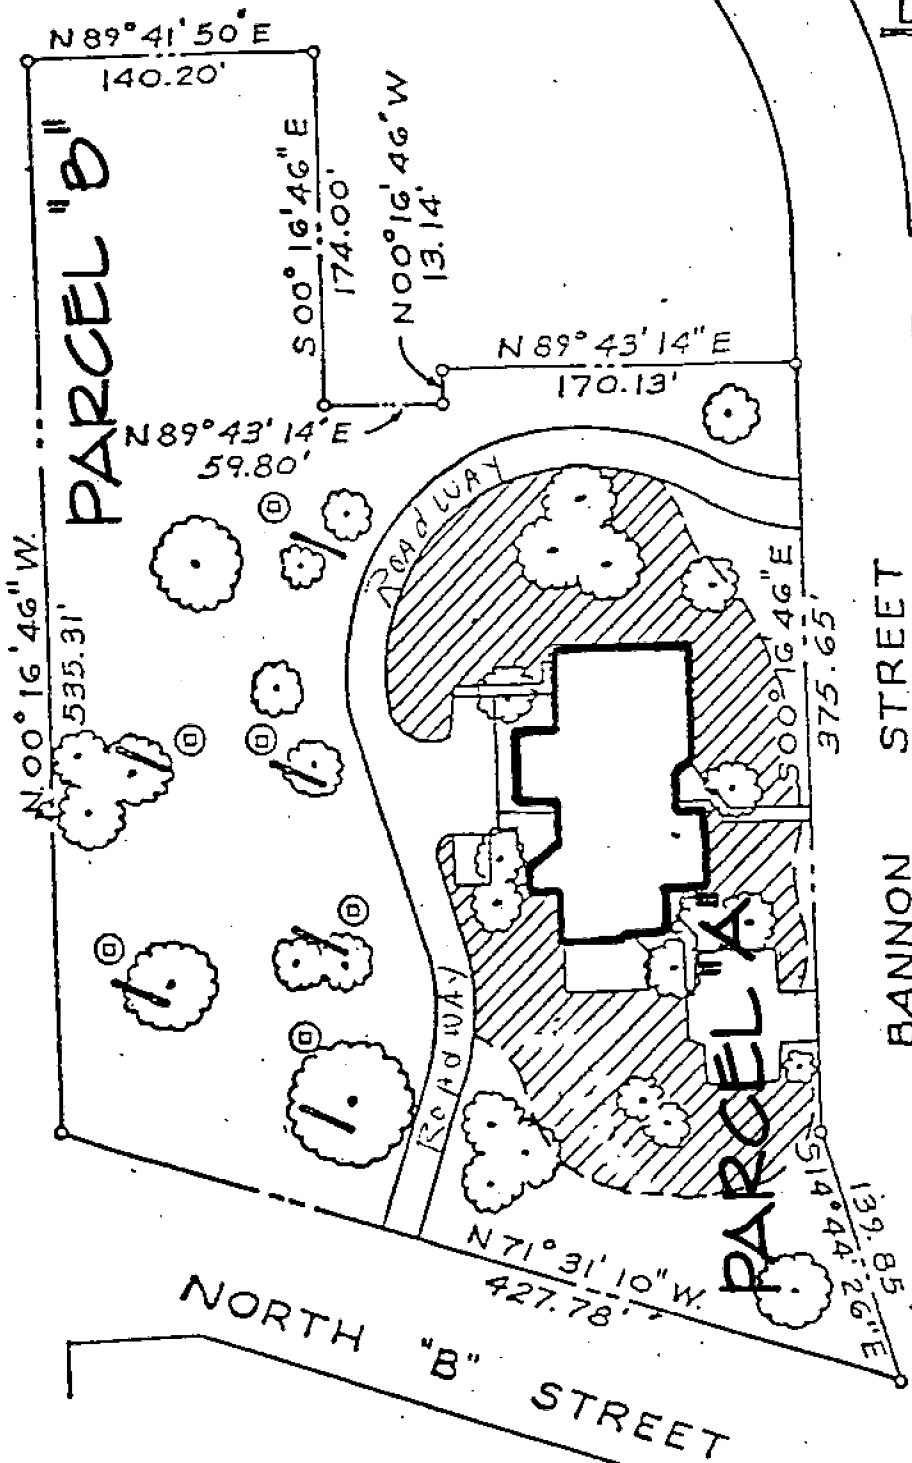 N 89° 41' 50" E
140.20'
PARCEL "B"
S 00° 16' 46" E
174.00'
N00° 16' 46" W
13.14'
N 89° 43' 14" E
170.13'
N 89° 43' 14" E
59.80'
ROADWAY
N.00° 16' 46" W.
535.31'
S00° 16' 46" E
375.65'
BANNON STREET
ROADWAY
PARCEL "A"
S14° 44' 26" E
139.85'
N 71° 31' 10" W.
427.78'
NORTH "B" STREET